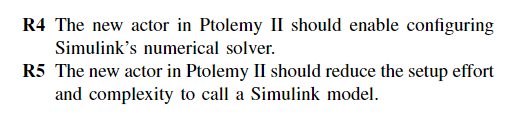 R4 The new actor in Ptolemy II should enable configuring
Simulink's numerical solver.
R5 The new actor in Ptolemy II should reduce the setup effort
and complexity to call a Simulink model.